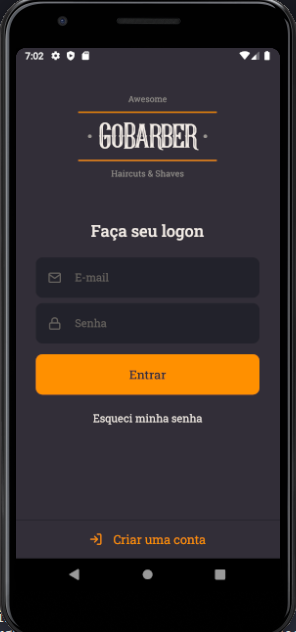 7:02
Awesome
GOBARBER
Haircuts & Shaves
Faça seu logon
E-mail
Senha
Entrar
Esqueci minha senha
Criar uma conta